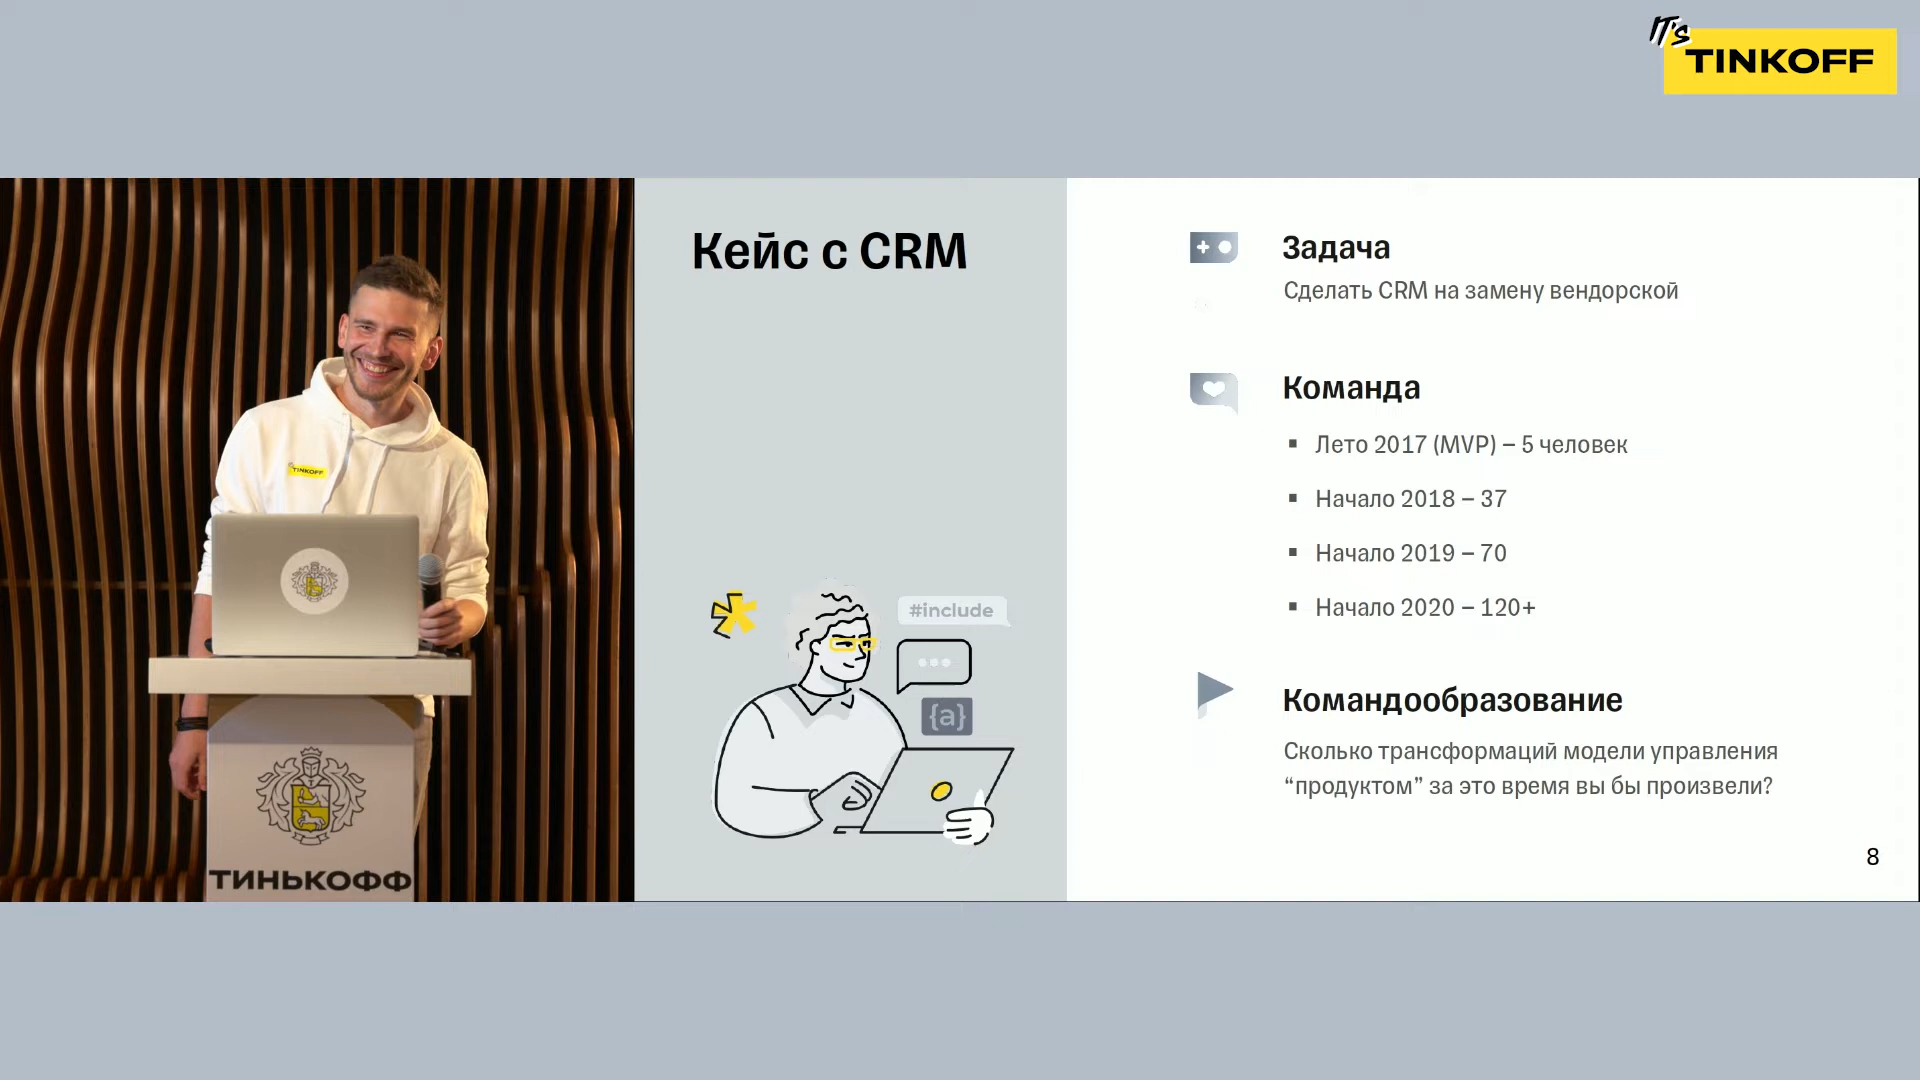 IT's
TINKOFF
TINKOFF
ТИНЬКОФФ
Кейс с CRM
#include
{a}
Задача
Сделать CRM на замену вендорской
Команда
▪ Лето 2017 (MVP) – 5 человек
▪ Начало 2018 – 37
▪ Начало 2019 – 70
▪ Начало 2020 – 120+
Командообразование
Сколько трансформаций модели управления
“продуктом” за это время вы бы произвели?
8